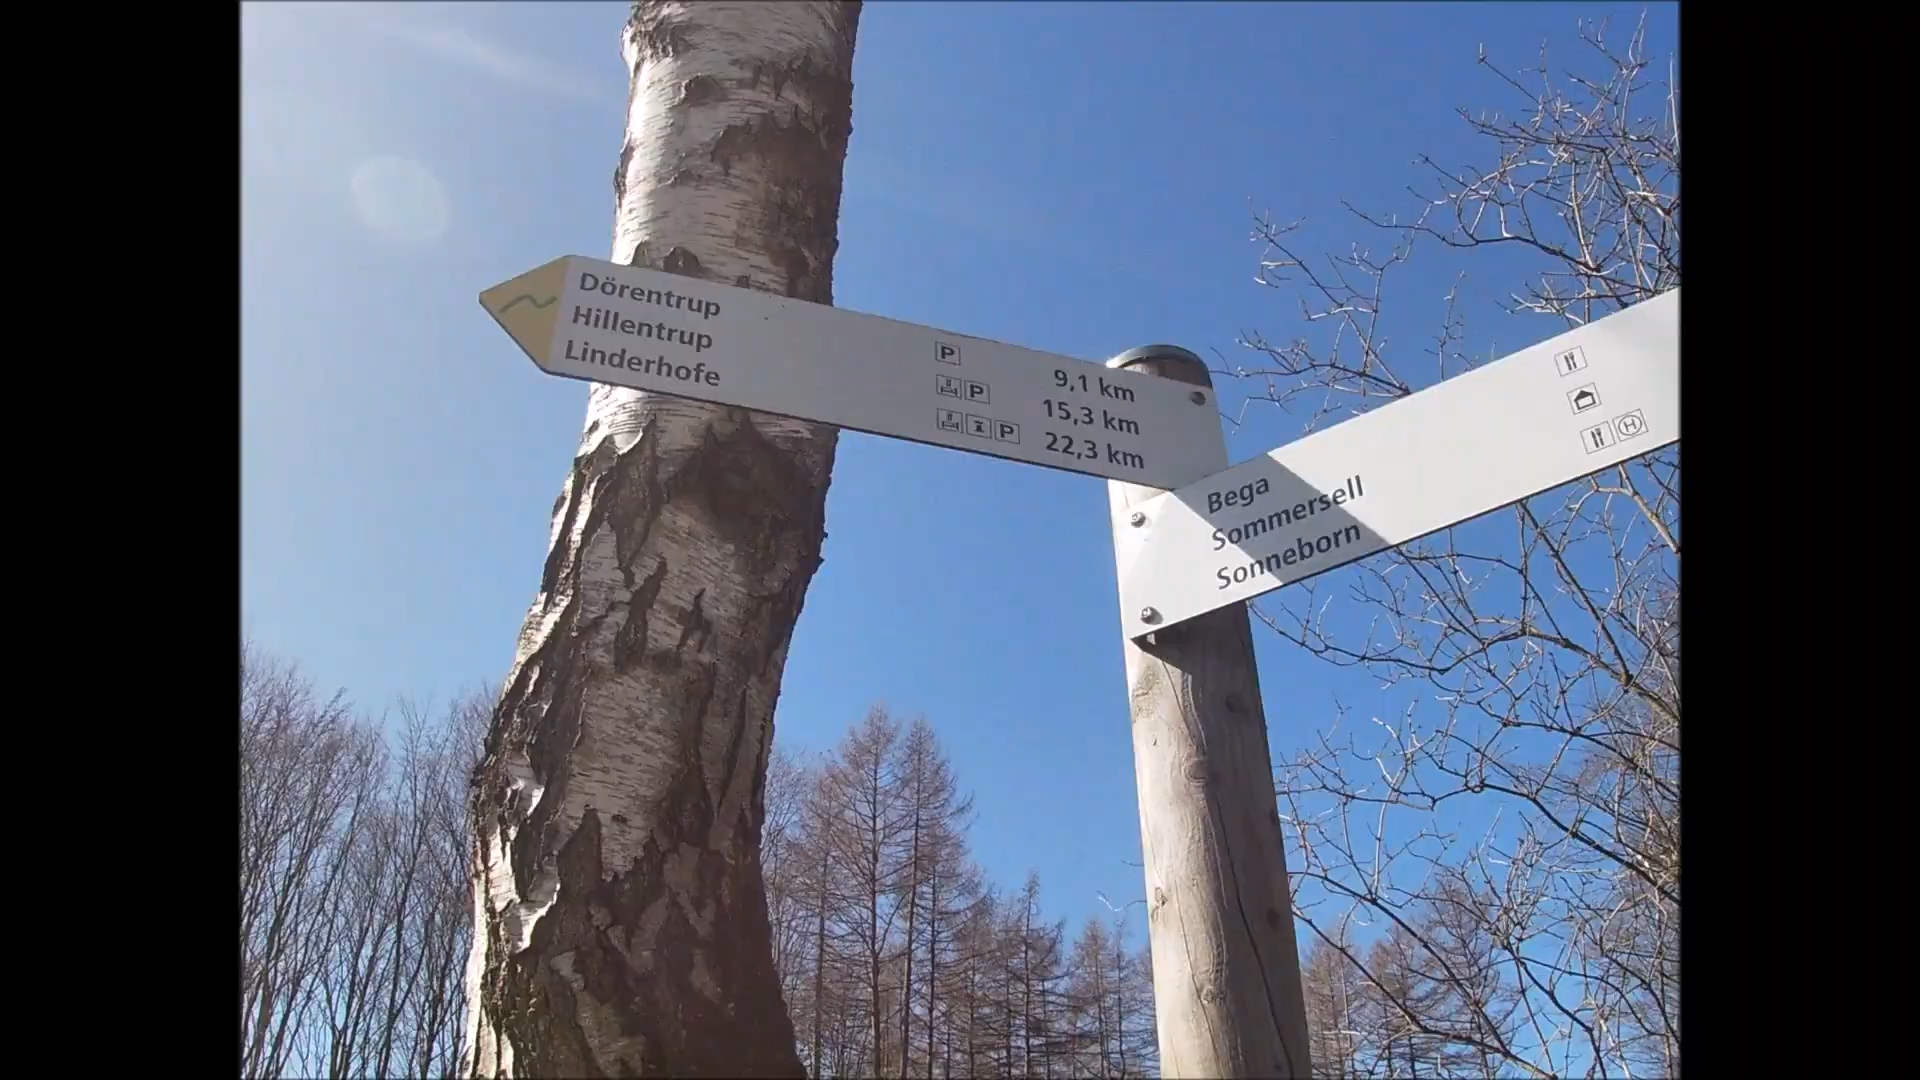 Dörentrup P 9,1 km
Hillentrup P 15,3 km
Linderhofe P 22,3 km
Bega
Sommersell
Sonneborn H